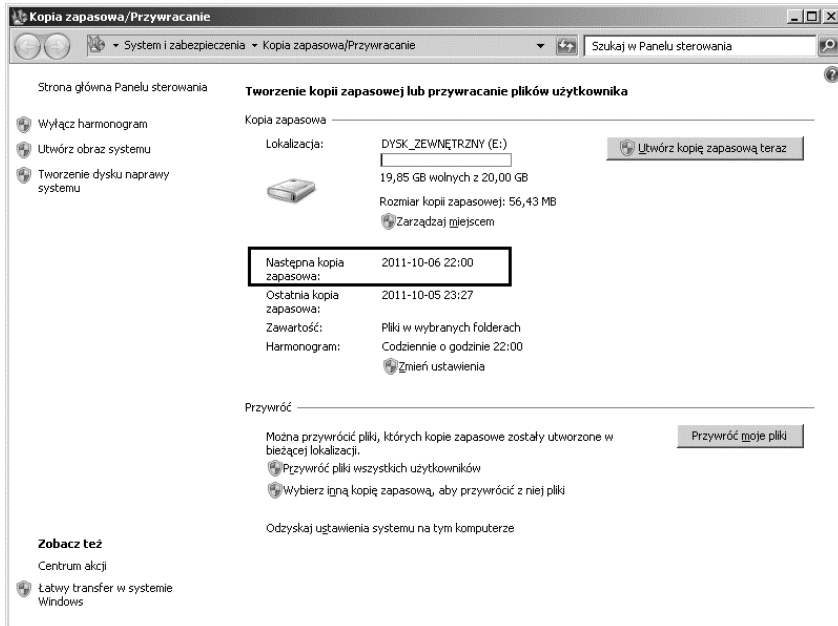 Kopia zapasowa/Przywracanie
System i zabezpieczenia
Kopia zapasowa/Przywracanie
Szukaj w Panelu sterowania
Strona główna Panelu sterowania
Wyłącz harmonogram
Utwórz obraz systemu
Tworzenie dysku naprawy
systemu
Tworzenie kopii zapasowej lub przywracanie plików użytkownika
Kopia zapasowa
Lokalizacja:
DYSK_ZEWNĘTRZNY (E:)
Utwórz kopię zapasową teraz
19,85 GB wolnych z 20,00 GB
Rozmiar kopii zapasowej: 56,43 MB
Zarządzaj miejscem
Następna kopia
zapasowa:
2011-10-06 22:00
Ostatnia kopia
zapasowa:
2011-10-05 23:27
Zawartość:
Pliki w wybranych folderach
Harmonogram:
Codziennie o godzinie 22:00
Zmień ustawienia
Przywróć
Można przywrócić pliki, których kopie zapasowe zostały utworzone w
bieżącej lokalizacji.
Przywróć moje pliki
Przywróć pliki wszystkich użytkowników
Wybierz inną kopię zapasową, aby przywrócić z niej pliki
Odzyskaj ustawienia systemu na tym komputerze
Zobacz też
Centrum akcji
Łatwy transfer w systemie
Windows